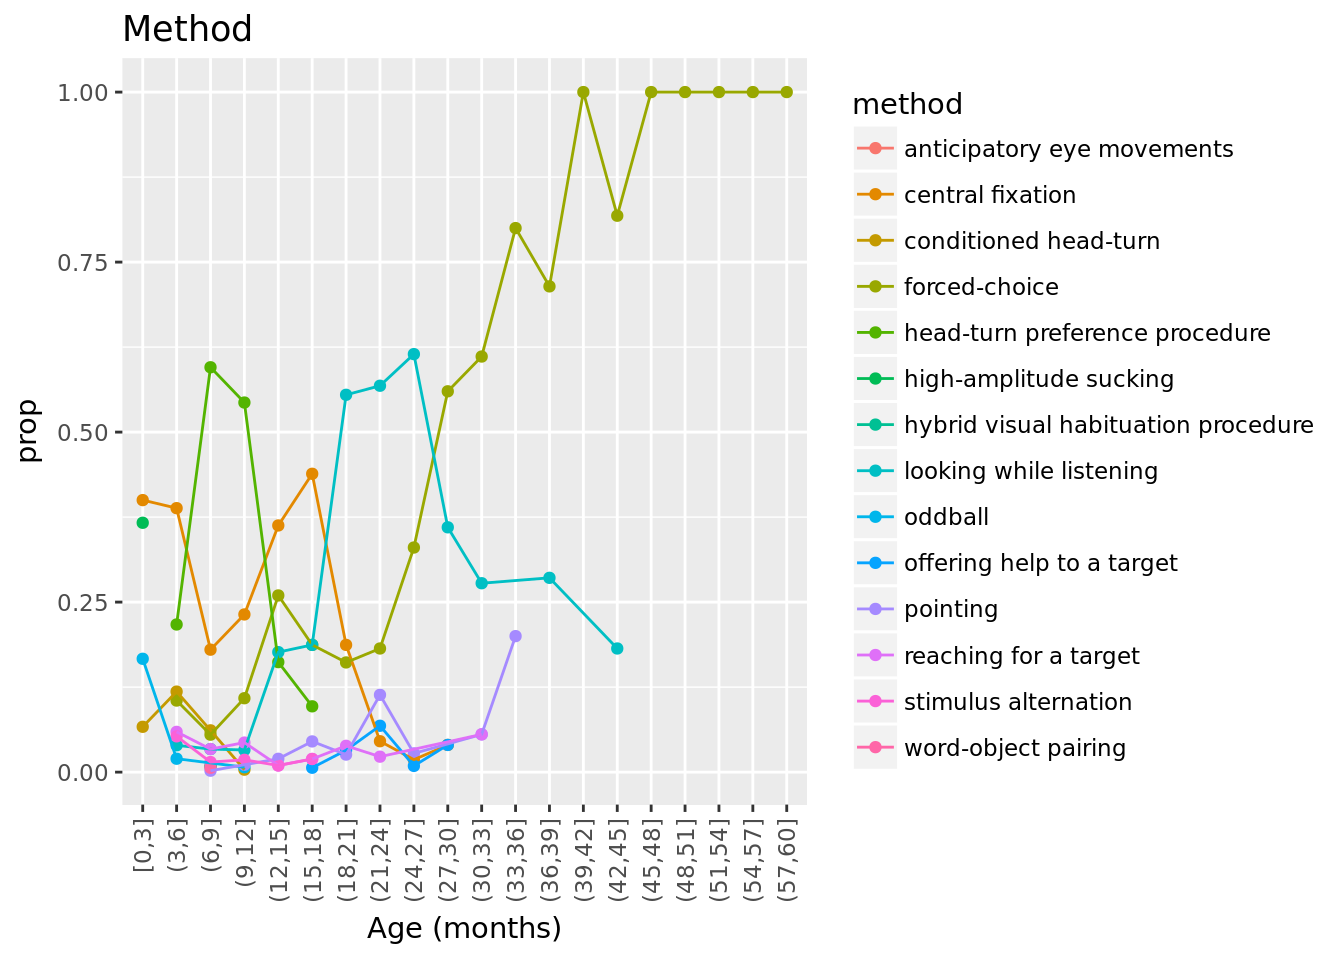 Method
1.00
0.75
0.50
0.25
0.00
prop
[0,3]
(3,6]
(6,9]
(9,12]
(12,15]
(15,18]
(18,21]
(21,24]
(24,27]
(27,30]
(30,33]
(33,36]
(36,39]
(39,42]
(42,45]
(45,48]
(48,51]
(51,54]
(54,57]
(57,60]
Age (months)
method
anticipatory eye movements
central fixation
conditioned head-turn
forced-choice
head-turn preference procedure
high-amplitude sucking
hybrid visual habituation procedure
looking while listening
oddball
offering help to a target
pointing
reaching for a target
stimulus alternation
word-object pairing